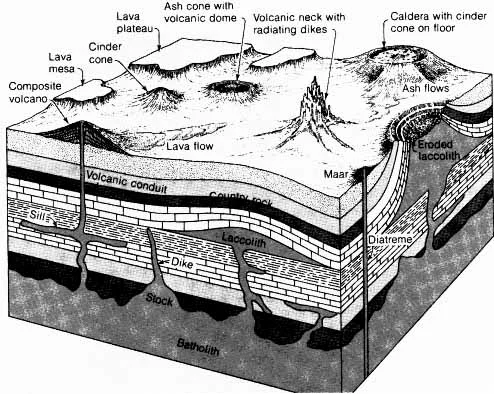 Lava
plateau
Ash cone with
volcanic dome
Volcanic neck with
radiating dikes
Caldera with cinder
cone on floor
Lava
mesa
Cinder
cone
Composite
volcano
Ash flows
Lava flow
Eroded
laccolith
Maar
Volcanic conduit
Country rock
Sills
Laccolith
Diatreme
Dike
Stock
Batholith